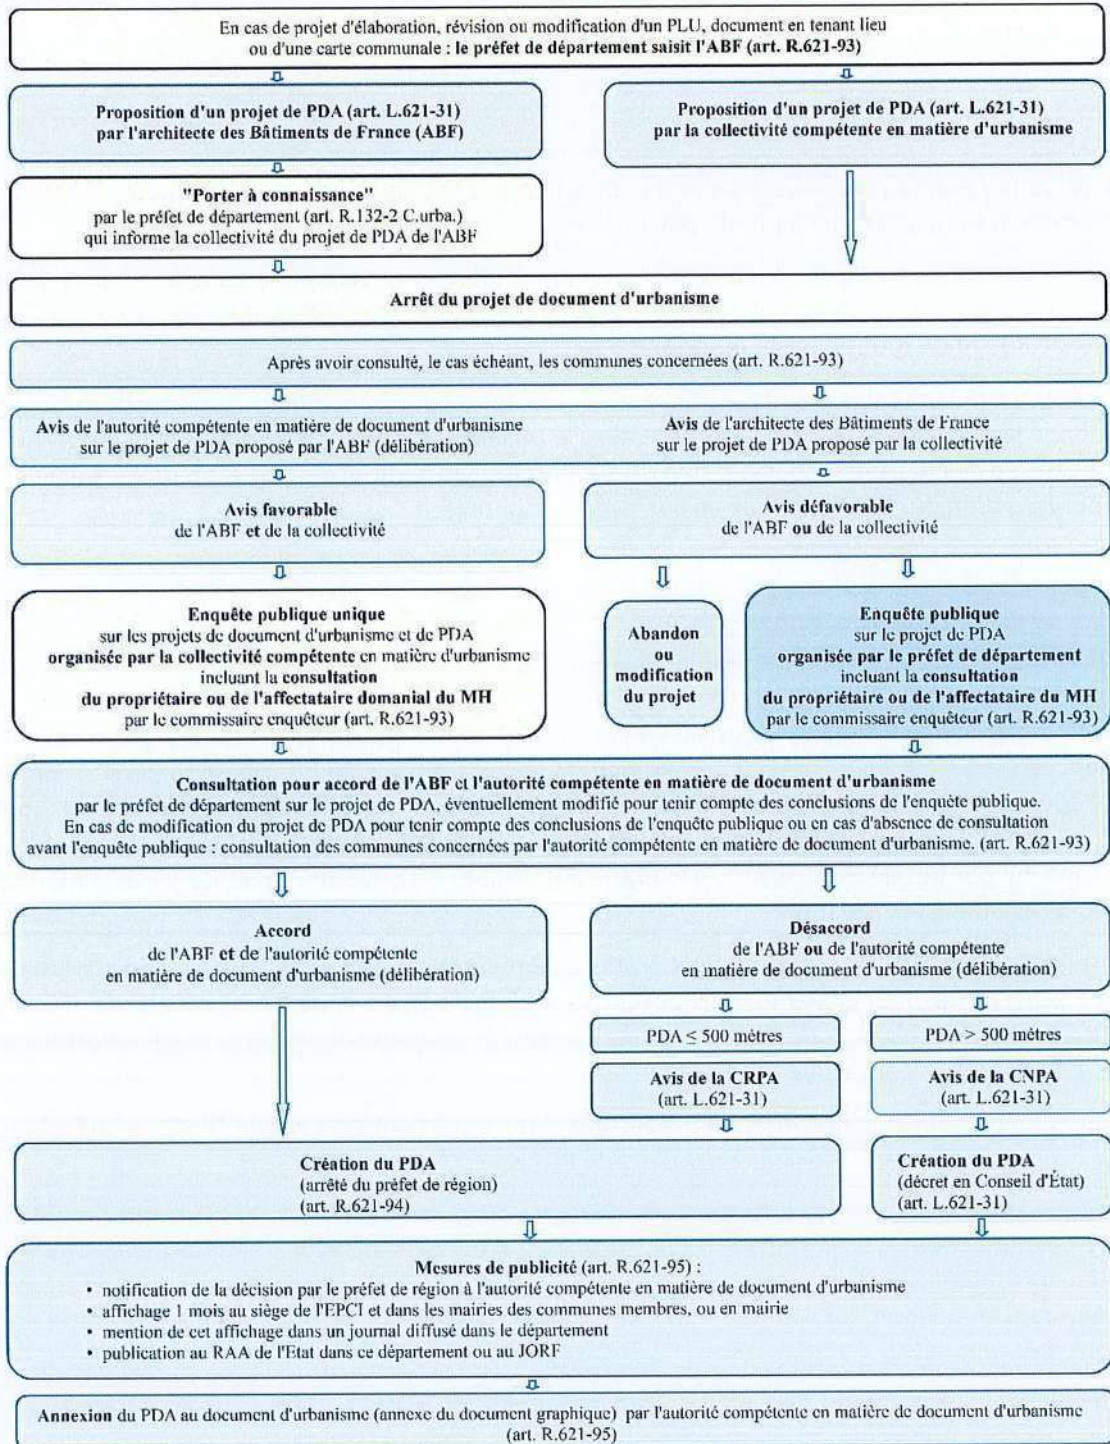 En cas de projet d'élaboration, révision ou modification d'un PLU, document en tenant lieu
ou d'une carte communale : le préfet de département saisit l'ABF (art. R.621-93)
Proposition d'un projet de PDA (art. L.621-31)
par l'architecte des Bâtiments de France (ABF)
Proposition d'un projet de PDA (art. L.621-31)
par la collectivité compétente en matière d'urbanisme
"Porter à connaissance"
par le préfet de département (art. R.132-2 C.urba.)
qui informe la collectivité du projet de PDA de l'ABF
Arrêt du projet de document d'urbanisme
Après avoir consulté, le cas échéant, les communes concernées (art. R.621-93)
Avis de l'autorité compétente en matière de document d'urbanisme
sur le projet de PDA proposé par l'ABF (délibération)
Avis de l'architecte des Bâtiments de France
sur le projet de PDA proposé par la collectivité
Avis favorable
de l'ABF et de la collectivité
Avis défavorable
de l'ABF ou de la collectivité
Enquête publique unique
sur les projets de document d'urbanisme et de PDA
organisée par la collectivité compétente en matière d'urbanisme
incluant la consultation
du propriétaire ou de l'affectataire domanial du MH
par le commissaire enquêteur (art. R.621-93)
Abandon
ou
modification
du projet
Enquête publique
sur le projet de PDA
organisée par le préfet de département
incluant la consultation
du propriétaire ou de l'affectataire du MH
par le commissaire enquêteur (art. R.621-93)
Consultation pour accord de l'ABF et l'autorité compétente en matière de document d'urbanisme
par le préfet de département sur le projet de PDA, éventuellement modifié pour tenir compte des conclusions de l'enquête publique.
En cas de modification du projet de PDA pour tenir compte des conclusions de l'enquête publique ou en cas d'absence de consultation
avant l'enquête publique : consultation des communes concernées par l'autorité compétente en matière de document d'urbanisme. (art. R.621-93)
Accord
de l'ABF et de l'autorité compétente
en matière de document d'urbanisme (délibération)
Désaccord
de l'ABF ou de l'autorité compétente
en matière de document d'urbanisme (délibération)
PDA ≤ 500 mètres
PDA > 500 mètres
Avis de la CRPA
(art. L.621-31)
Avis de la CNPA
(art. L.621-31)
Création du PDA
(arrêté du préfet de région)
(art. R.621-94)
Création du PDA
(décret en Conseil d'État)
(art. L.621-31)
Mesures de publicité (art. R.621-95) :
• notification de la décision par le préfet de région à l'autorité compétente en matière de document d'urbanisme
• affichage 1 mois au siège de l'EPCI et dans les mairies des communes membres, ou en mairie
• mention de cet affichage dans un journal diffusé dans le département
• publication au RAA de l'Etat dans ce département ou au JORF
Annexion du PDA au document d'urbanisme (annexe du document graphique) par l'autorité compétente en matière de document d'urbanisme
(art. R.621-95)